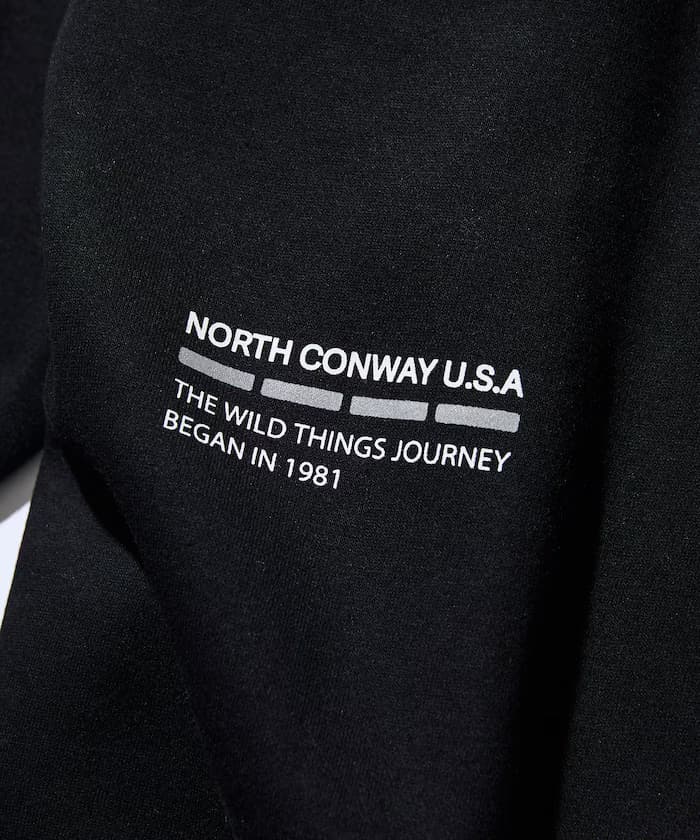 NORTH CONWAY U.S.A
THE WILD THINGS JOURNEY
BEGAN IN 1981